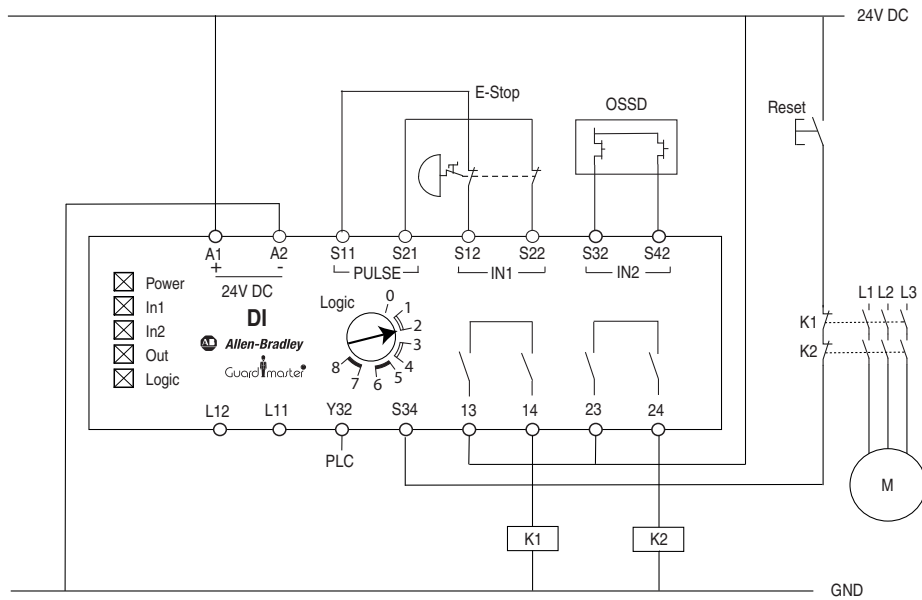 24V DC
E-Stop
OSSD
Reset
A1 A2 S11 S21 S12 S22 S32 S42
+ - PULSE IN1 IN2
24V DC
Power
In1
In2
Out
Logic
DI
AB Allen-Bradley
Guardmaster
Logic
0
1
2
3
4
5
6
7
8
L1 L2 L3
K1
K2
L12 L11 Y32 S34 13 14 23 24
PLC
M
K1 K2
GND